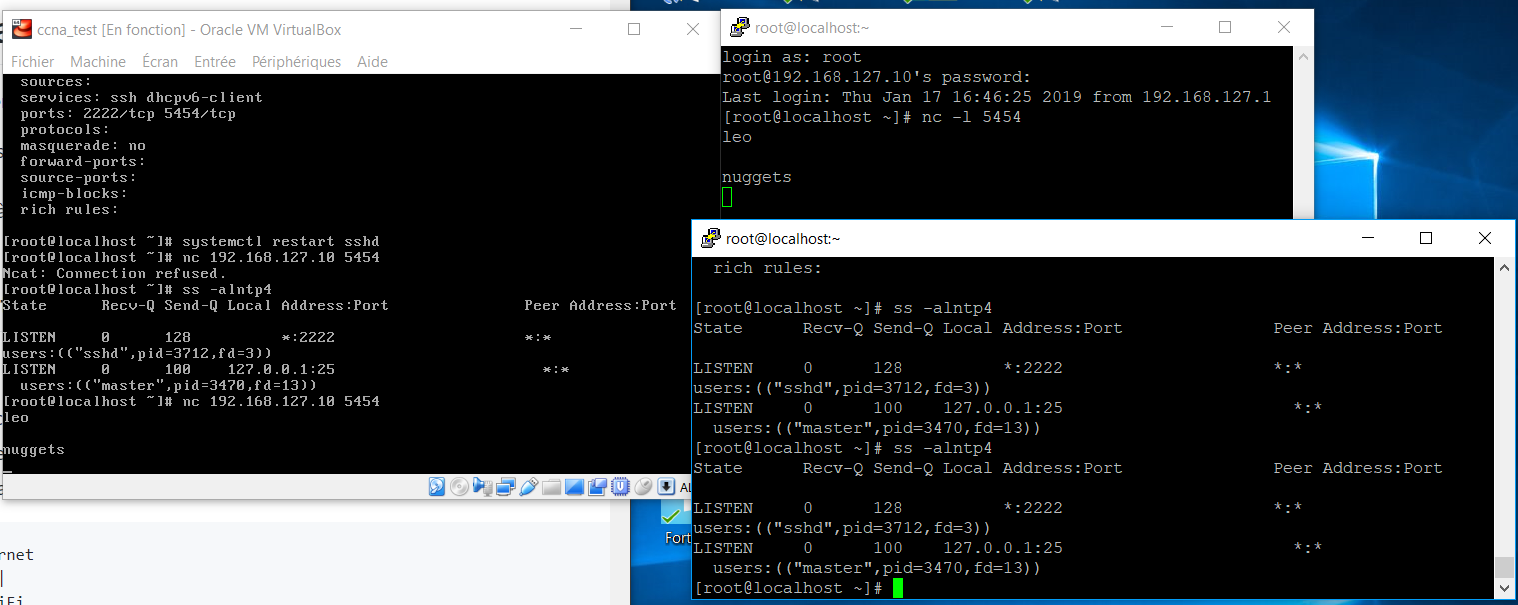 ccna_test [En fonction] - Oracle VM VirtualBox
Fichier Machine Écran Entrée Périphériques Aide
sources:
services: ssh dhcpv6-client
ports: 2222/tcp 5454/tcp
protocols:
masquerade: no
forward-ports:
source-ports:
icmp-blocks:
rich rules:
[root@localhost ~]# systemctl restart sshd
[root@localhost ~]# nc 192.168.127.10 5454
Ncat: Connection refused.
[root@localhost ~]# ss -alntp4
State Recv-Q Send-Q Local Address:Port Peer Address:Port
LISTEN 0 128 *:2222 *:*
users:(("sshd",pid=3712,fd=3))
LISTEN 0 100 127.0.0.1:25 *:*
users:(("master",pid=3470,fd=13))
[root@localhost ~]# nc 192.168.127.10 5454
leo
nuggets
_
root@localhost:~
login as: root
root@192.168.127.10's password:
Last login: Thu Jan 17 16:46:25 2019 from 192.168.127.1
[root@localhost ~]# nc -l 5454
leo
nuggets
root@localhost:~
rich rules:
[root@localhost ~]# ss -alntp4
State Recv-Q Send-Q Local Address:Port Peer Address:Port
LISTEN 0 128 *:2222 *:*
users:(("sshd",pid=3712,fd=3))
LISTEN 0 100 127.0.0.1:25 *:*
users:(("master",pid=3470,fd=13))
[root@localhost ~]# ss -alntp4
State Recv-Q Send-Q Local Address:Port Peer Address:Port
LISTEN 0 128 *:2222 *:*
users:(("sshd",pid=3712,fd=3))
LISTEN 0 100 127.0.0.1:25 *:*
users:(("master",pid=3470,fd=13))
[root@localhost ~]#
Fort
rnet
|